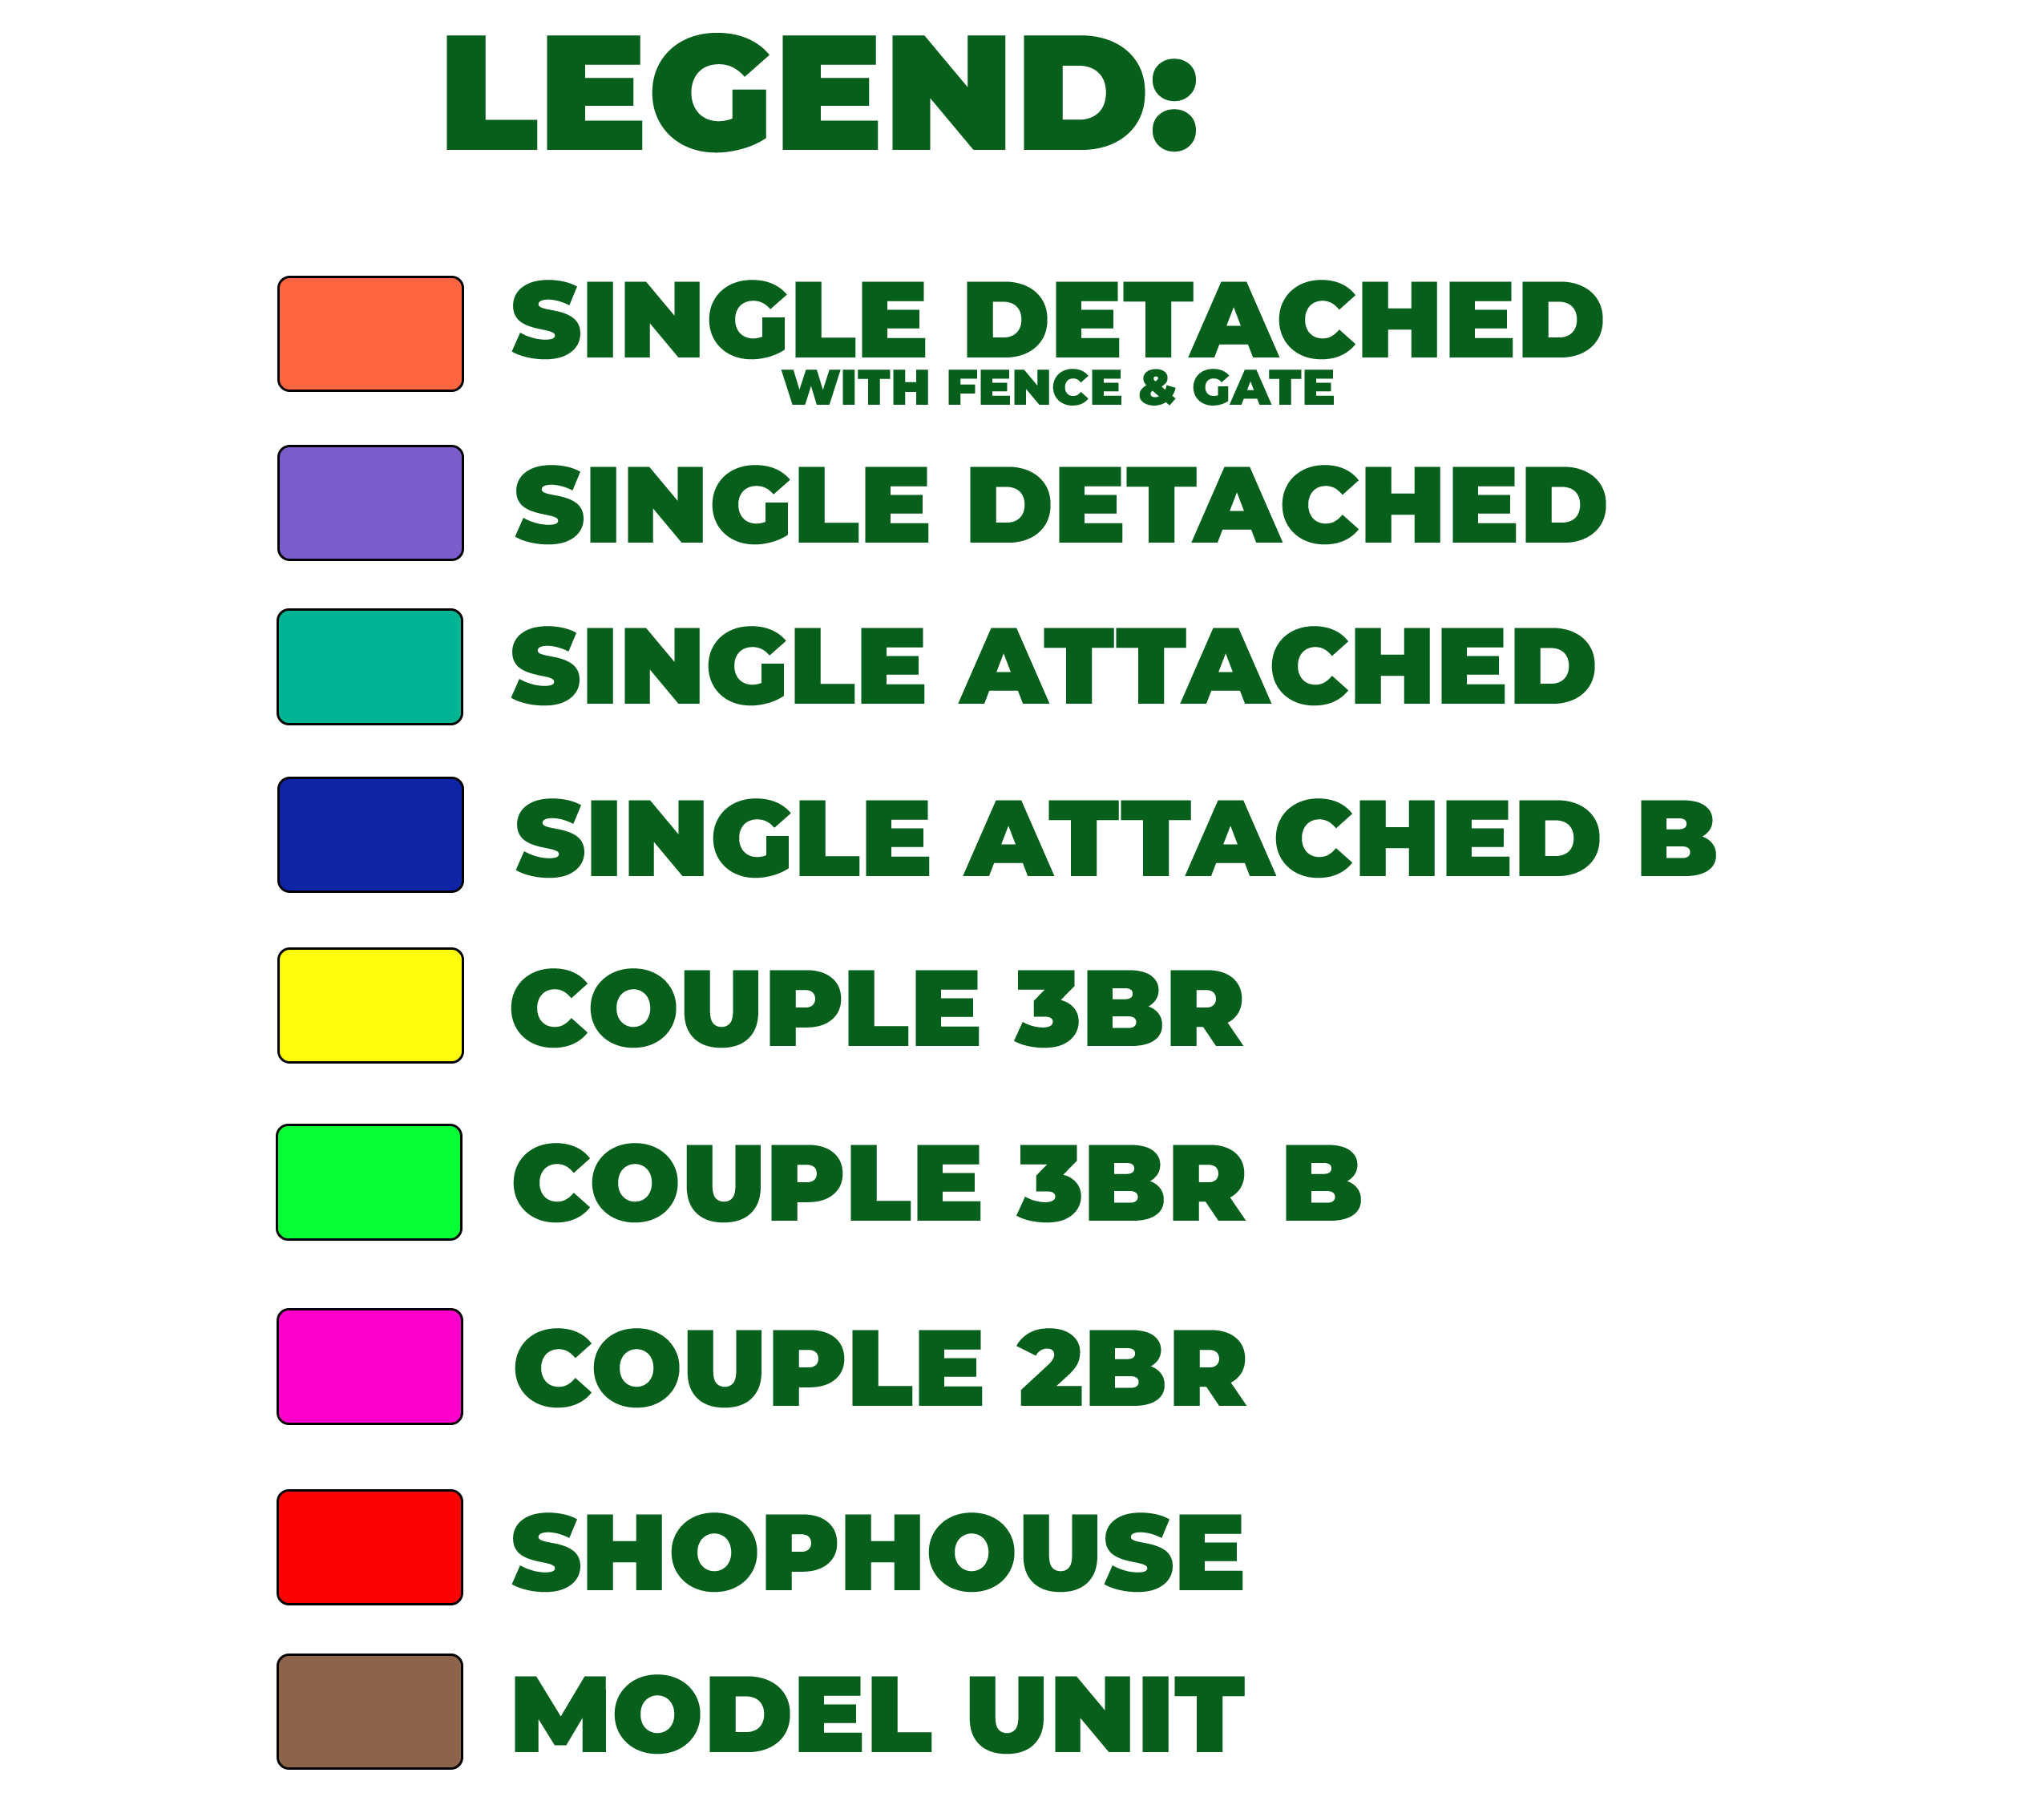 LEGEND:
SINGLE DETACHED
WITH FENCE & GATE
SINGLE DETACHED
SINGLE ATTACHED
SINGLE ATTACHED B
COUPLE 3BR
COUPLE 3BR B
COUPLE 2BR
SHOPHOUSE
MODEL UNIT